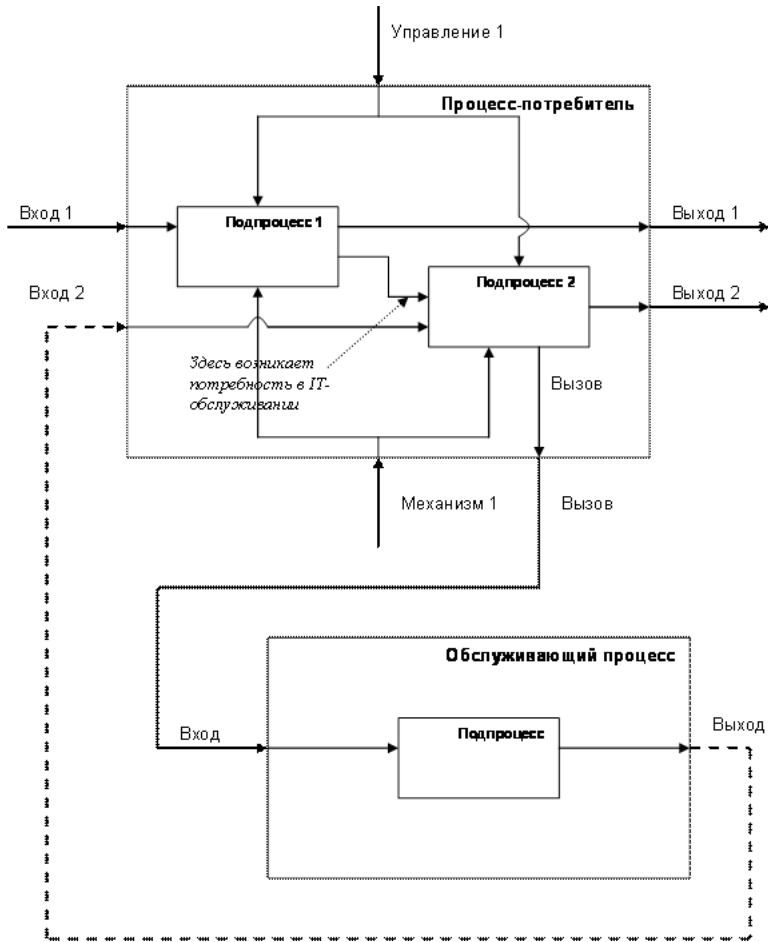 Управление 1
Процесс-потребитель
Вход 1
Подпроцесс 1
Выход 1
Вход 2
Подпроцесс 2
Выход 2
Здесь возникает
потребность в IT-
обслуживании
Вызов
Механизм 1
Вызов
Обслуживающий процесс
Вход
Подпроцесс
Выход